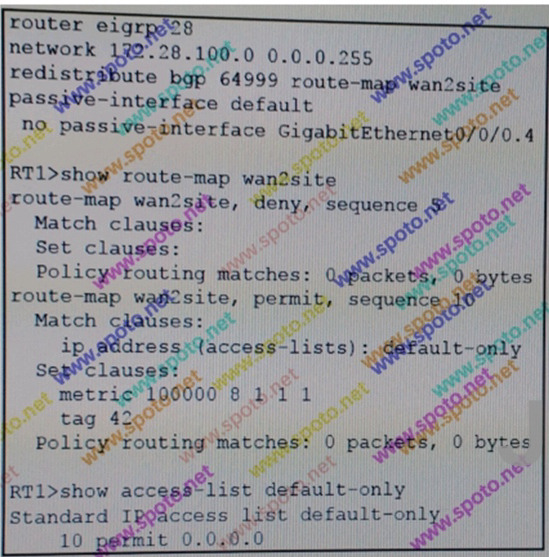 router eigrp 28
network 172.28.100.0 0.0.0.255
redistribute bgp 64999 route-map wan2site
passive-interface default
no passive-interface GigabitEthernet0/0/0.4
RT1>show route-map wan2site
route-map wan2site, deny, sequence 5
Match clauses:
Set clauses:
Policy routing matches: 0 packets, 0 bytes
route-map wan2site, permit, sequence 10
Match clauses:
ip address (access-lists): default-only
Set clauses:
metric 100000 8 1 1 1
tag 42
Policy routing matches: 0 packets, 0 bytes
RT1>show access-list default-only
Standard IP access list default-only
10 permit 0.0.0.0
www.spoto.net